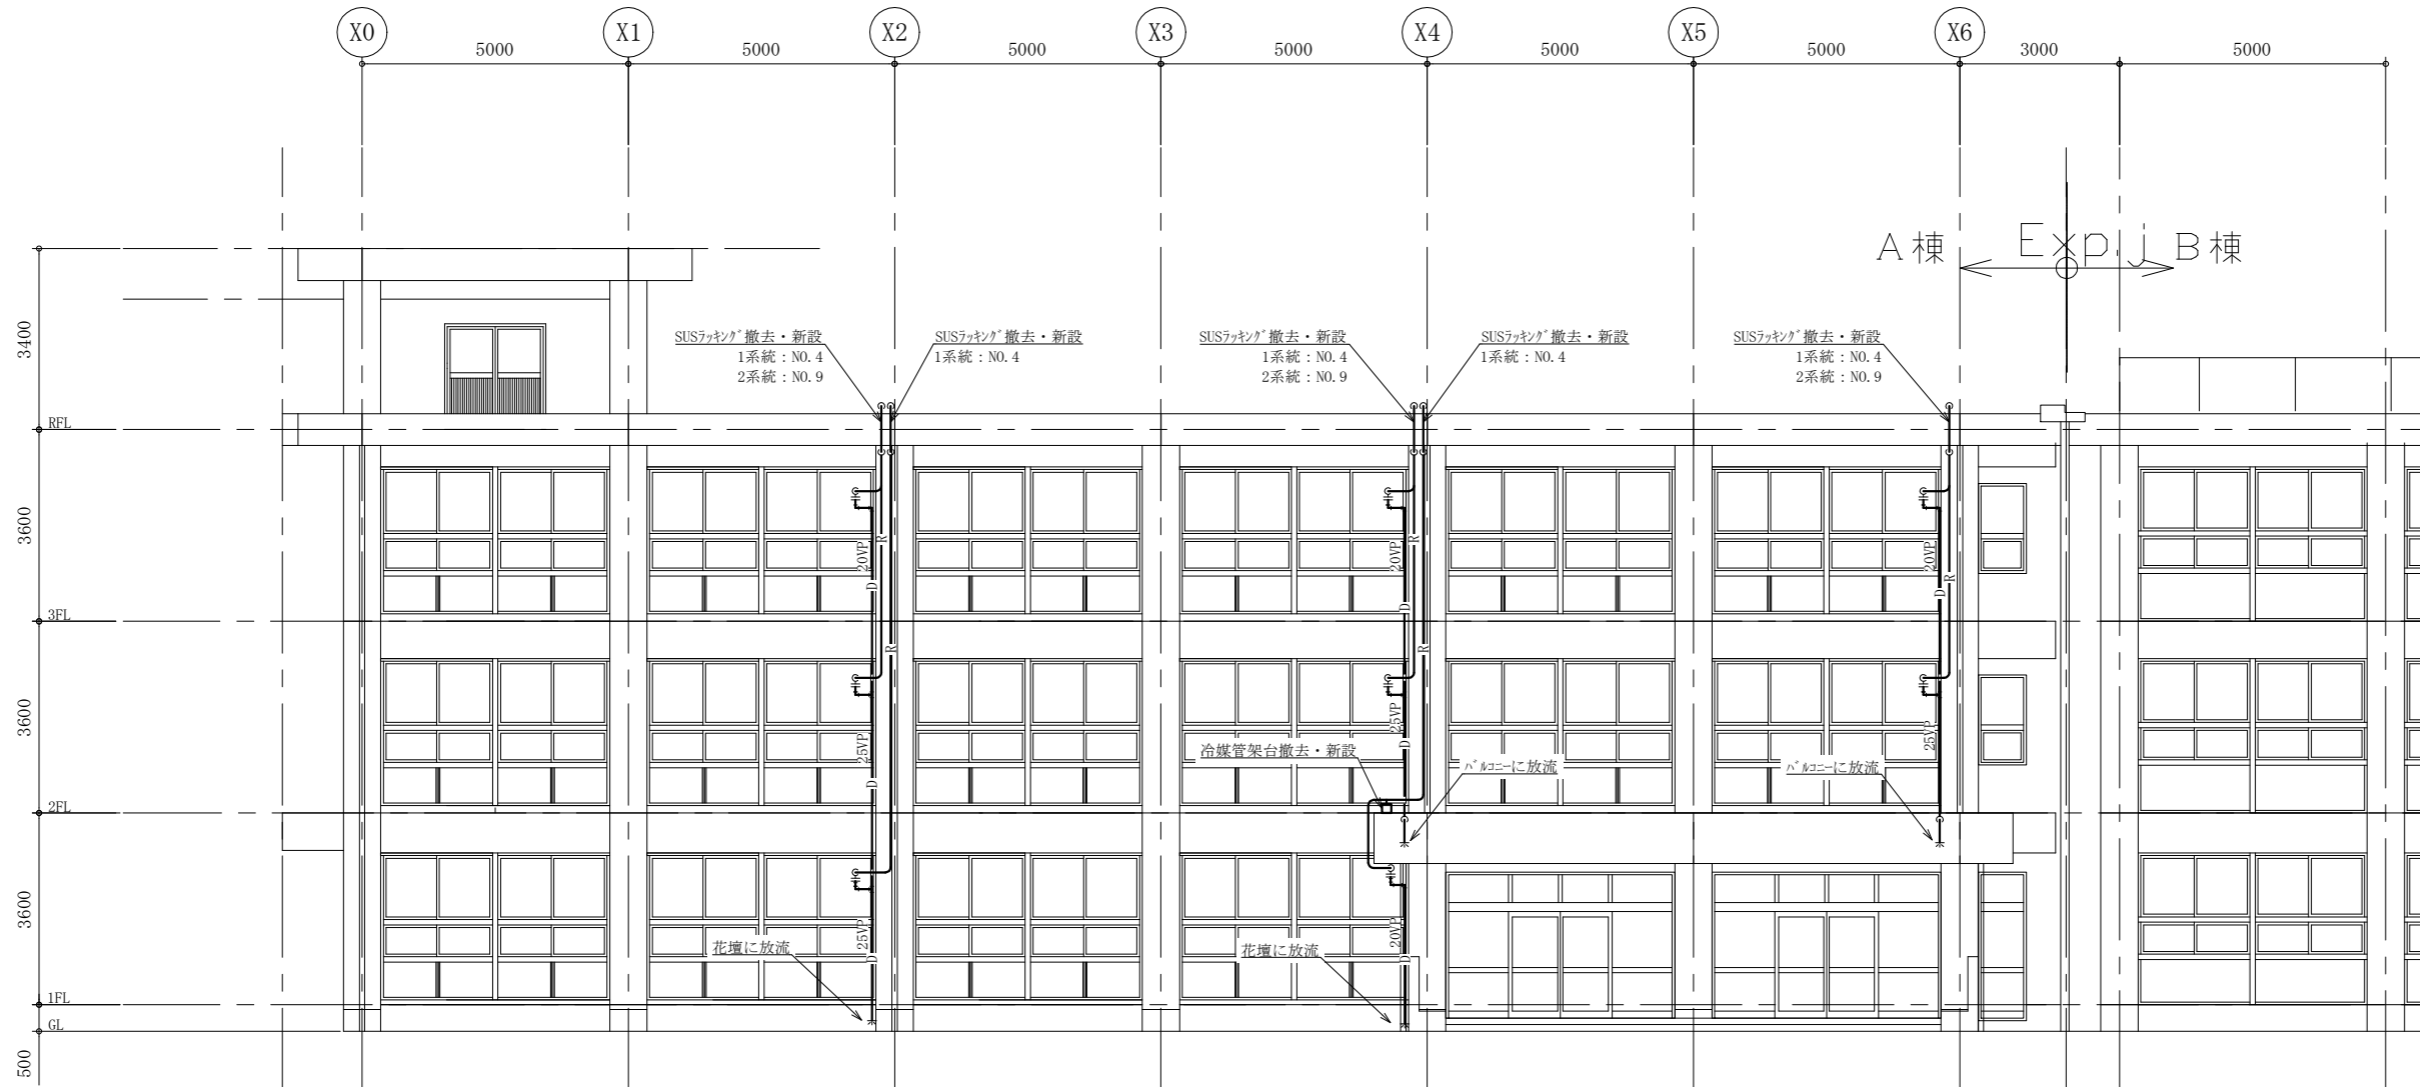 X0 X1 X2 X3 X4 X5 X6
5000 5000 5000 5000 5000 5000 3000 5000
A棟 Exp.j B棟
3400
SUSラッキング撤去・新設
1系統：NO.4
2系統：NO.9
SUSラッキング撤去・新設
1系統：NO.4
SUSラッキング撤去・新設
1系統：NO.4
2系統：NO.9
SUSラッキング撤去・新設
1系統：NO.4
SUSラッキング撤去・新設
1系統：NO.4
2系統：NO.9
RFL
3600
20VP R D
20VP R D
20VP R D
3FL
R
R
3600
25VP D
25VP D
25VP
冷媒管架台撤去・新設
バルコニーに放流
バルコニーに放流
2FL
3600
25VP D
20VP D
花壇に放流
花壇に放流
1FL
GL
500